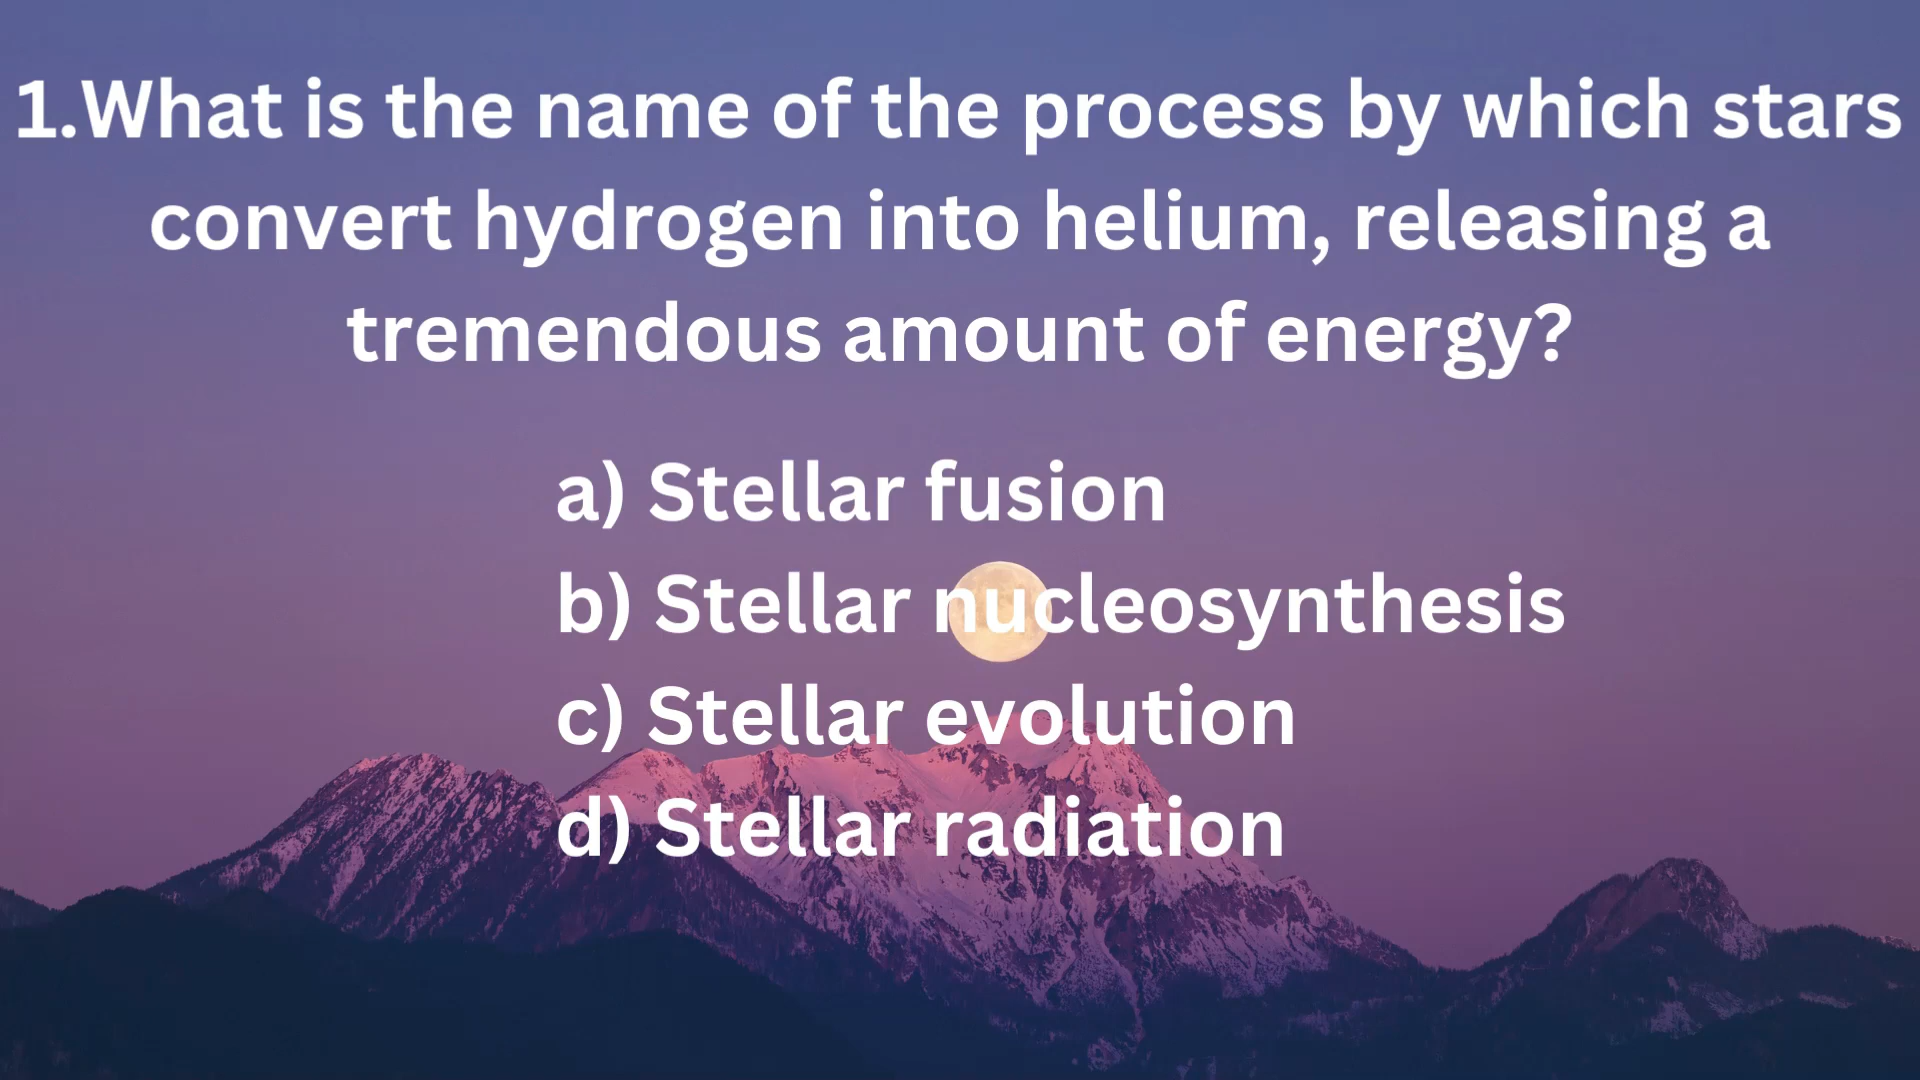 1.What is the name of the process by which stars
convert hydrogen into helium, releasing a
tremendous amount of energy?
a) Stellar fusion
b) Stellar nucleosynthesis
c) Stellar evolution
d) Stellar radiation